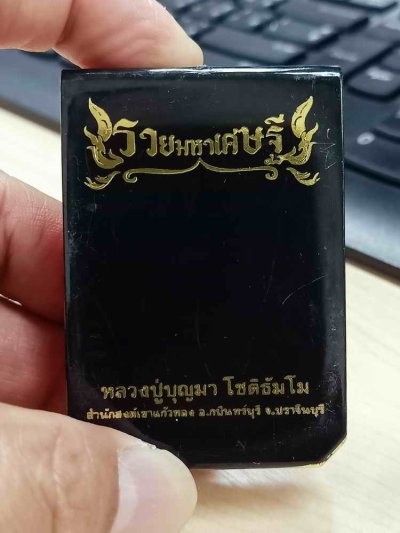 รวยมหาเศรษฐี
หลวงปู่บุญมา โชติธัมโม
สำนักสงฆ์เขาแก้วทอง อ.กบินทร์บุรี จ.ปราจีนบุรี